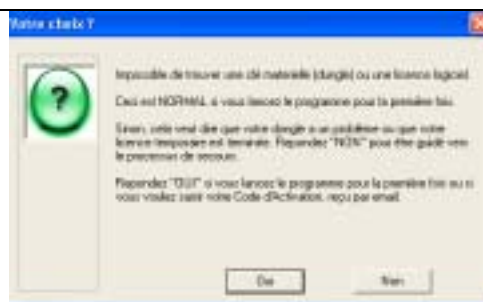 Votre choix ?
Impossible de trouver une clé matérielle (dongle) ou une licence logiciel.
Ceci est NORMAL si vous lancez le programme pour la première fois.
Sinon, cela veut dire que votre dongle a un problème ou que votre
licence temporaire est terminée. Repondez "NON" pour être guidé vers
le processus de secours.
Repondez "OUI" si vous lancez le programme pour la première fois ou si
vous voulez saisir votre Code d'Activation, reçu par email.
Oui
Non